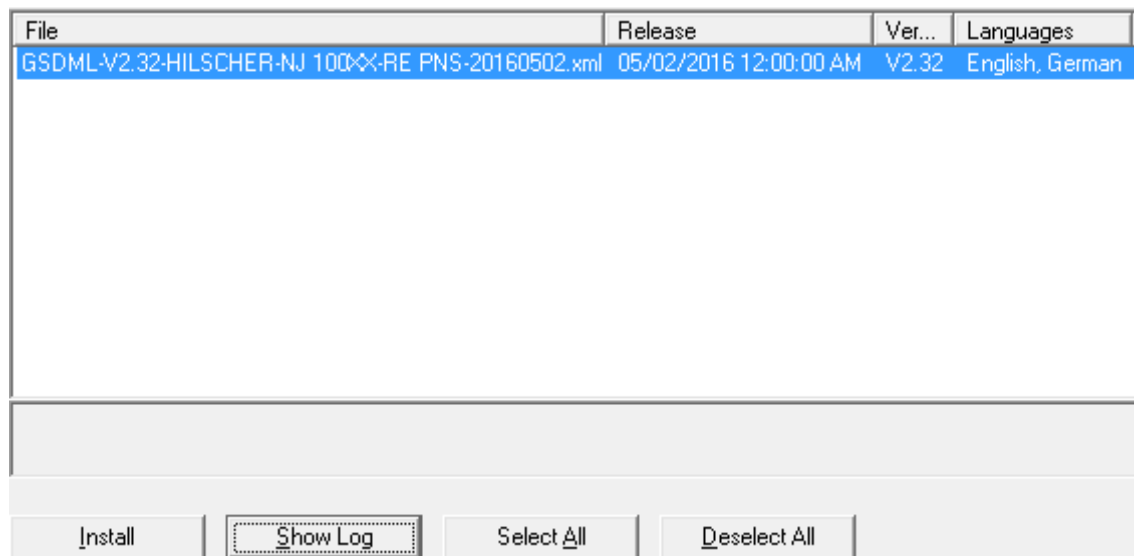 File Release Ver... Languages
GSDML-V2.32-HILSCHER-NJ 100XX-RE PNS-20160502.xml 05/02/2016 12:00:00 AM V2.32 English, German
Install Show Log Select All Deselect All